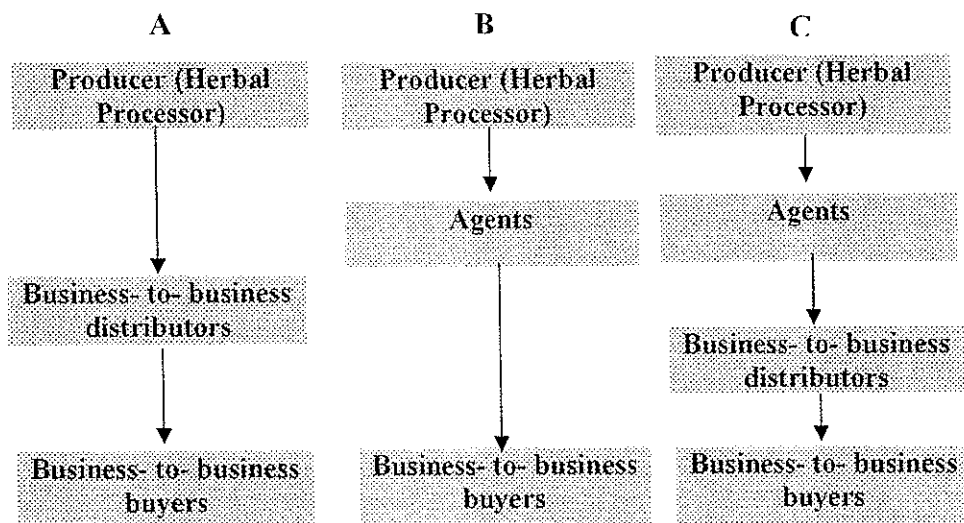 A
B
C
Producer (Herbal
Processor)
Producer (Herbal
Processor)
Producer (Herbal
Processor)
Agents
Agents
Business- to- business
distributors
Business- to- business
distributors
Business- to- business
buyers
Business- to- business
buyers
Business- to- business
buyers